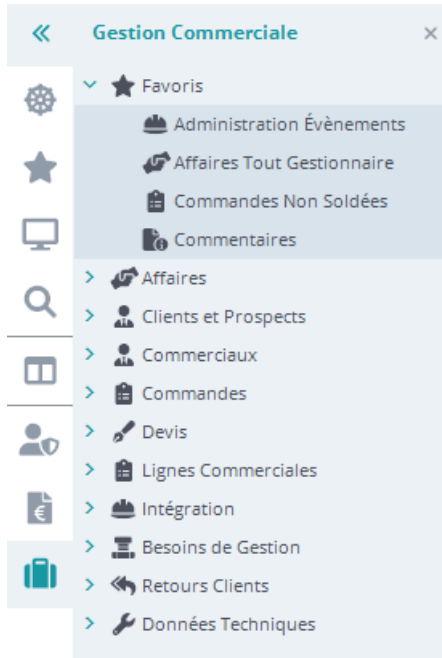 Gestion Commerciale
Favoris
Administration Évènements
Affaires Tout Gestionnaire
Commandes Non Soldées
Commentaires
Affaires
Clients et Prospects
Commerciaux
Commandes
Devis
Lignes Commerciales
Intégration
Besoins de Gestion
Retours Clients
Données Techniques